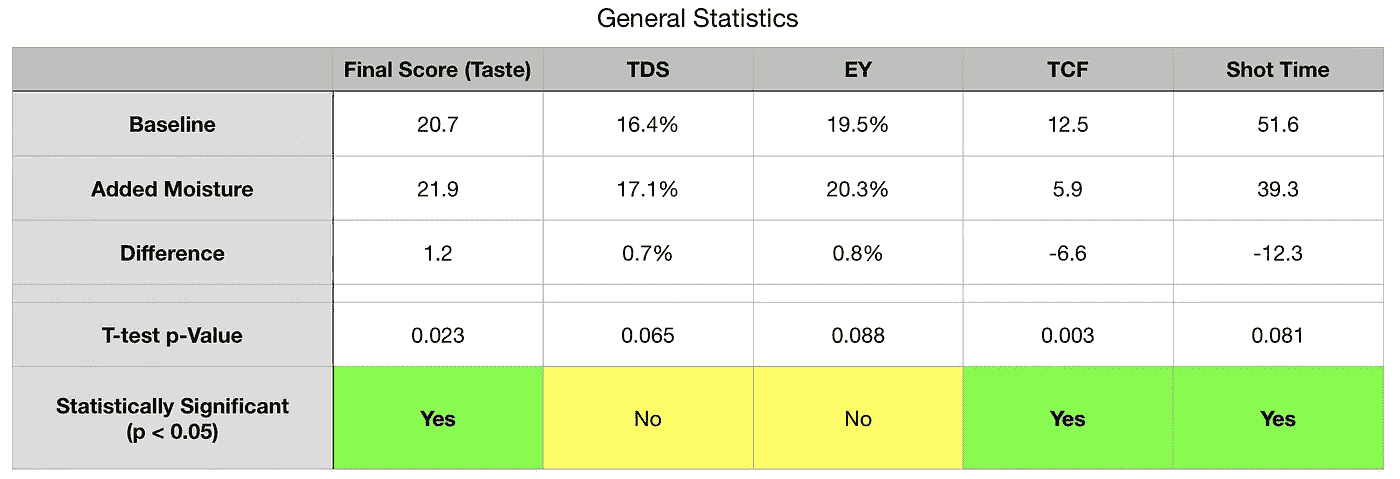 General Statistics
Final Score (Taste) TDS EY TCF Shot Time
Baseline 20.7 16.4% 19.5% 12.5 51.6
Added Moisture 21.9 17.1% 20.3% 5.9 39.3
Difference 1.2 0.7% 0.8% -6.6 -12.3
T-test p-Value 0.023 0.065 0.088 0.003 0.081
Statistically Significant
(p < 0.05) Yes No No Yes Yes